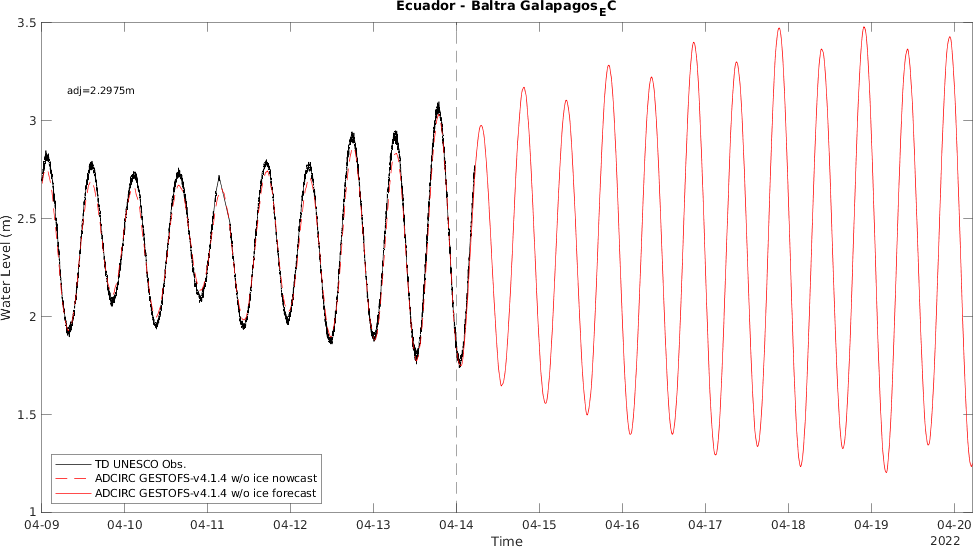 Ecuador - Baltra Galapagos_EC
adj=2.2975m
3.5
3
2.5
2
1.5
1
Water Level (m)
TD UNESCO Obs.
ADCIRC GESTOFS-v4.1.4 w/o ice nowcast
ADCIRC GESTOFS-v4.1.4 w/o ice forecast
04-09 04-10 04-11 04-12 04-13 04-14 04-15 04-16 04-17 04-18 04-19 04-20
Time
2022